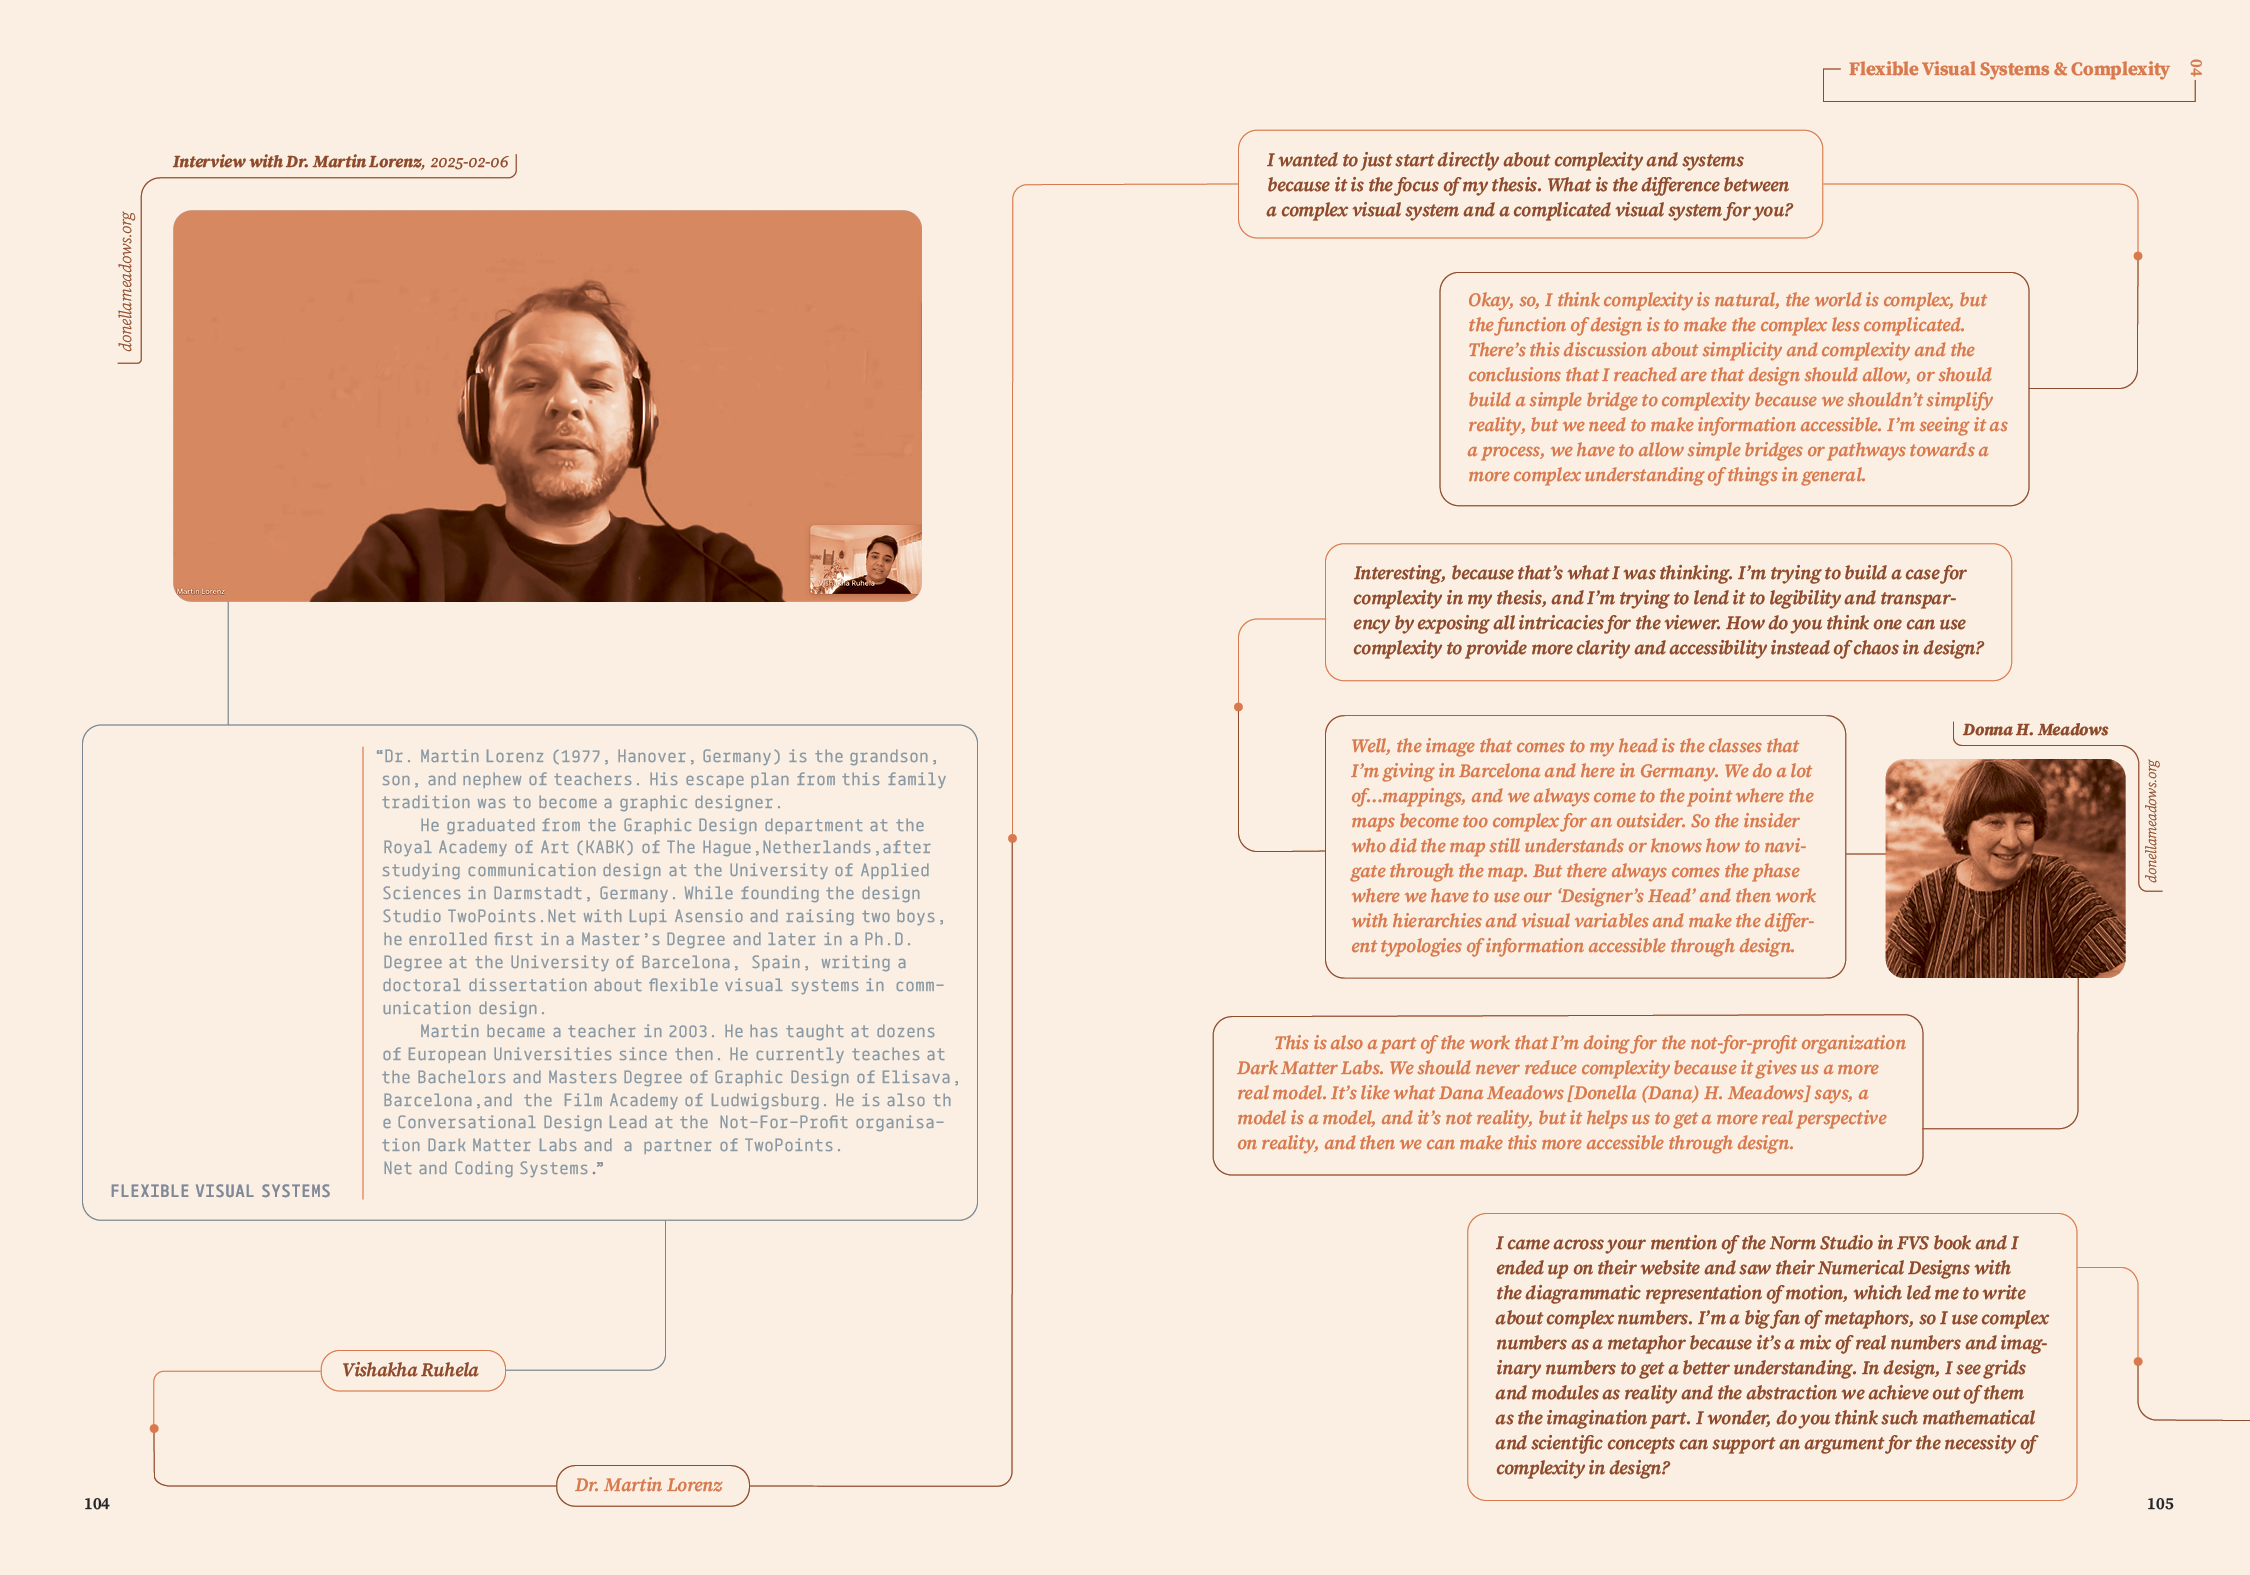 Interview with Dr. Martin Lorenz, 2025-02-06
donellameadows.org
Martin Lorenz
Vishakha Ruhela
“Dr. Martin Lorenz (1977, Hanover, Germany) is the grandson,
son, and nephew of teachers. His escape plan from this family
tradition was to become a graphic designer.
He graduated from the Graphic Design department at the
Royal Academy of Art (KABK) of The Hague,Netherlands,after
studying communication design at the University of Applied
Sciences in Darmstadt, Germany. While founding the design
Studio TwoPoints.Net with Lupi Asensio and raising two boys,
he enrolled first in a Master’s Degree and later in a Ph.D.
Degree at the University of Barcelona, Spain, writing a
doctoral dissertation about flexible visual systems in comm-
unication design.
Martin became a teacher in 2003. He has taught at dozens
of European Universities since then. He currently teaches at
the Bachelors and Masters Degree of Graphic Design of Elisava,
Barcelona,and the Film Academy of Ludwigsburg. He is also th
e Conversational Design Lead at the Not-For-Profit organisa-
tion Dark Matter Labs and a partner of TwoPoints.
Net and Coding Systems.”
FLEXIBLE VISUAL SYSTEMS
Vishakha Ruhela
Dr. Martin Lorenz
104
Flexible Visual Systems & Complexity
04
I wanted to just start directly about complexity and systems
because it is the focus of my thesis. What is the difference between
a complex visual system and a complicated visual system for you?
Okay, so, I think complexity is natural, the world is complex, but
the function of design is to make the complex less complicated.
There’s this discussion about simplicity and complexity and the
conclusions that I reached are that design should allow, or should
build a simple bridge to complexity because we shouldn’t simplify
reality, but we need to make information accessible. I’m seeing it as
a process, we have to allow simple bridges or pathways towards a
more complex understanding of things in general.
Interesting, because that’s what I was thinking. I’m trying to build a case for
complexity in my thesis, and I’m trying to lend it to legibility and transpar-
ency by exposing all intricacies for the viewer. How do you think one can use
complexity to provide more clarity and accessibility instead of chaos in design?
Well, the image that comes to my head is the classes that
I’m giving in Barcelona and here in Germany. We do a lot
of...mappings, and we always come to the point where the
maps become too complex for an outsider. So the insider
who did the map still understands or knows how to navi-
gate through the map. But there always comes the phase
where we have to use our ‘Designer’s Head’ and then work
with hierarchies and visual variables and make the differ-
ent typologies of information accessible through design.
Donna H. Meadows
donellameadows.org
This is also a part of the work that I’m doing for the not-for-profit organization
Dark Matter Labs. We should never reduce complexity because it gives us a more
real model. It’s like what Dana Meadows [Donella (Dana) H. Meadows] says, a
model is a model, and it’s not reality, but it helps us to get a more real perspective
on reality, and then we can make this more accessible through design.
I came across your mention of the Norm Studio in FVS book and I
ended up on their website and saw their Numerical Designs with
the diagrammatic representation of motion, which led me to write
about complex numbers. I’m a big fan of metaphors, so I use complex
numbers as a metaphor because it’s a mix of real numbers and imag-
inary numbers to get a better understanding. In design, I see grids
and modules as reality and the abstraction we achieve out of them
as the imagination part. I wonder, do you think such mathematical
and scientific concepts can support an argument for the necessity of
complexity in design?
105